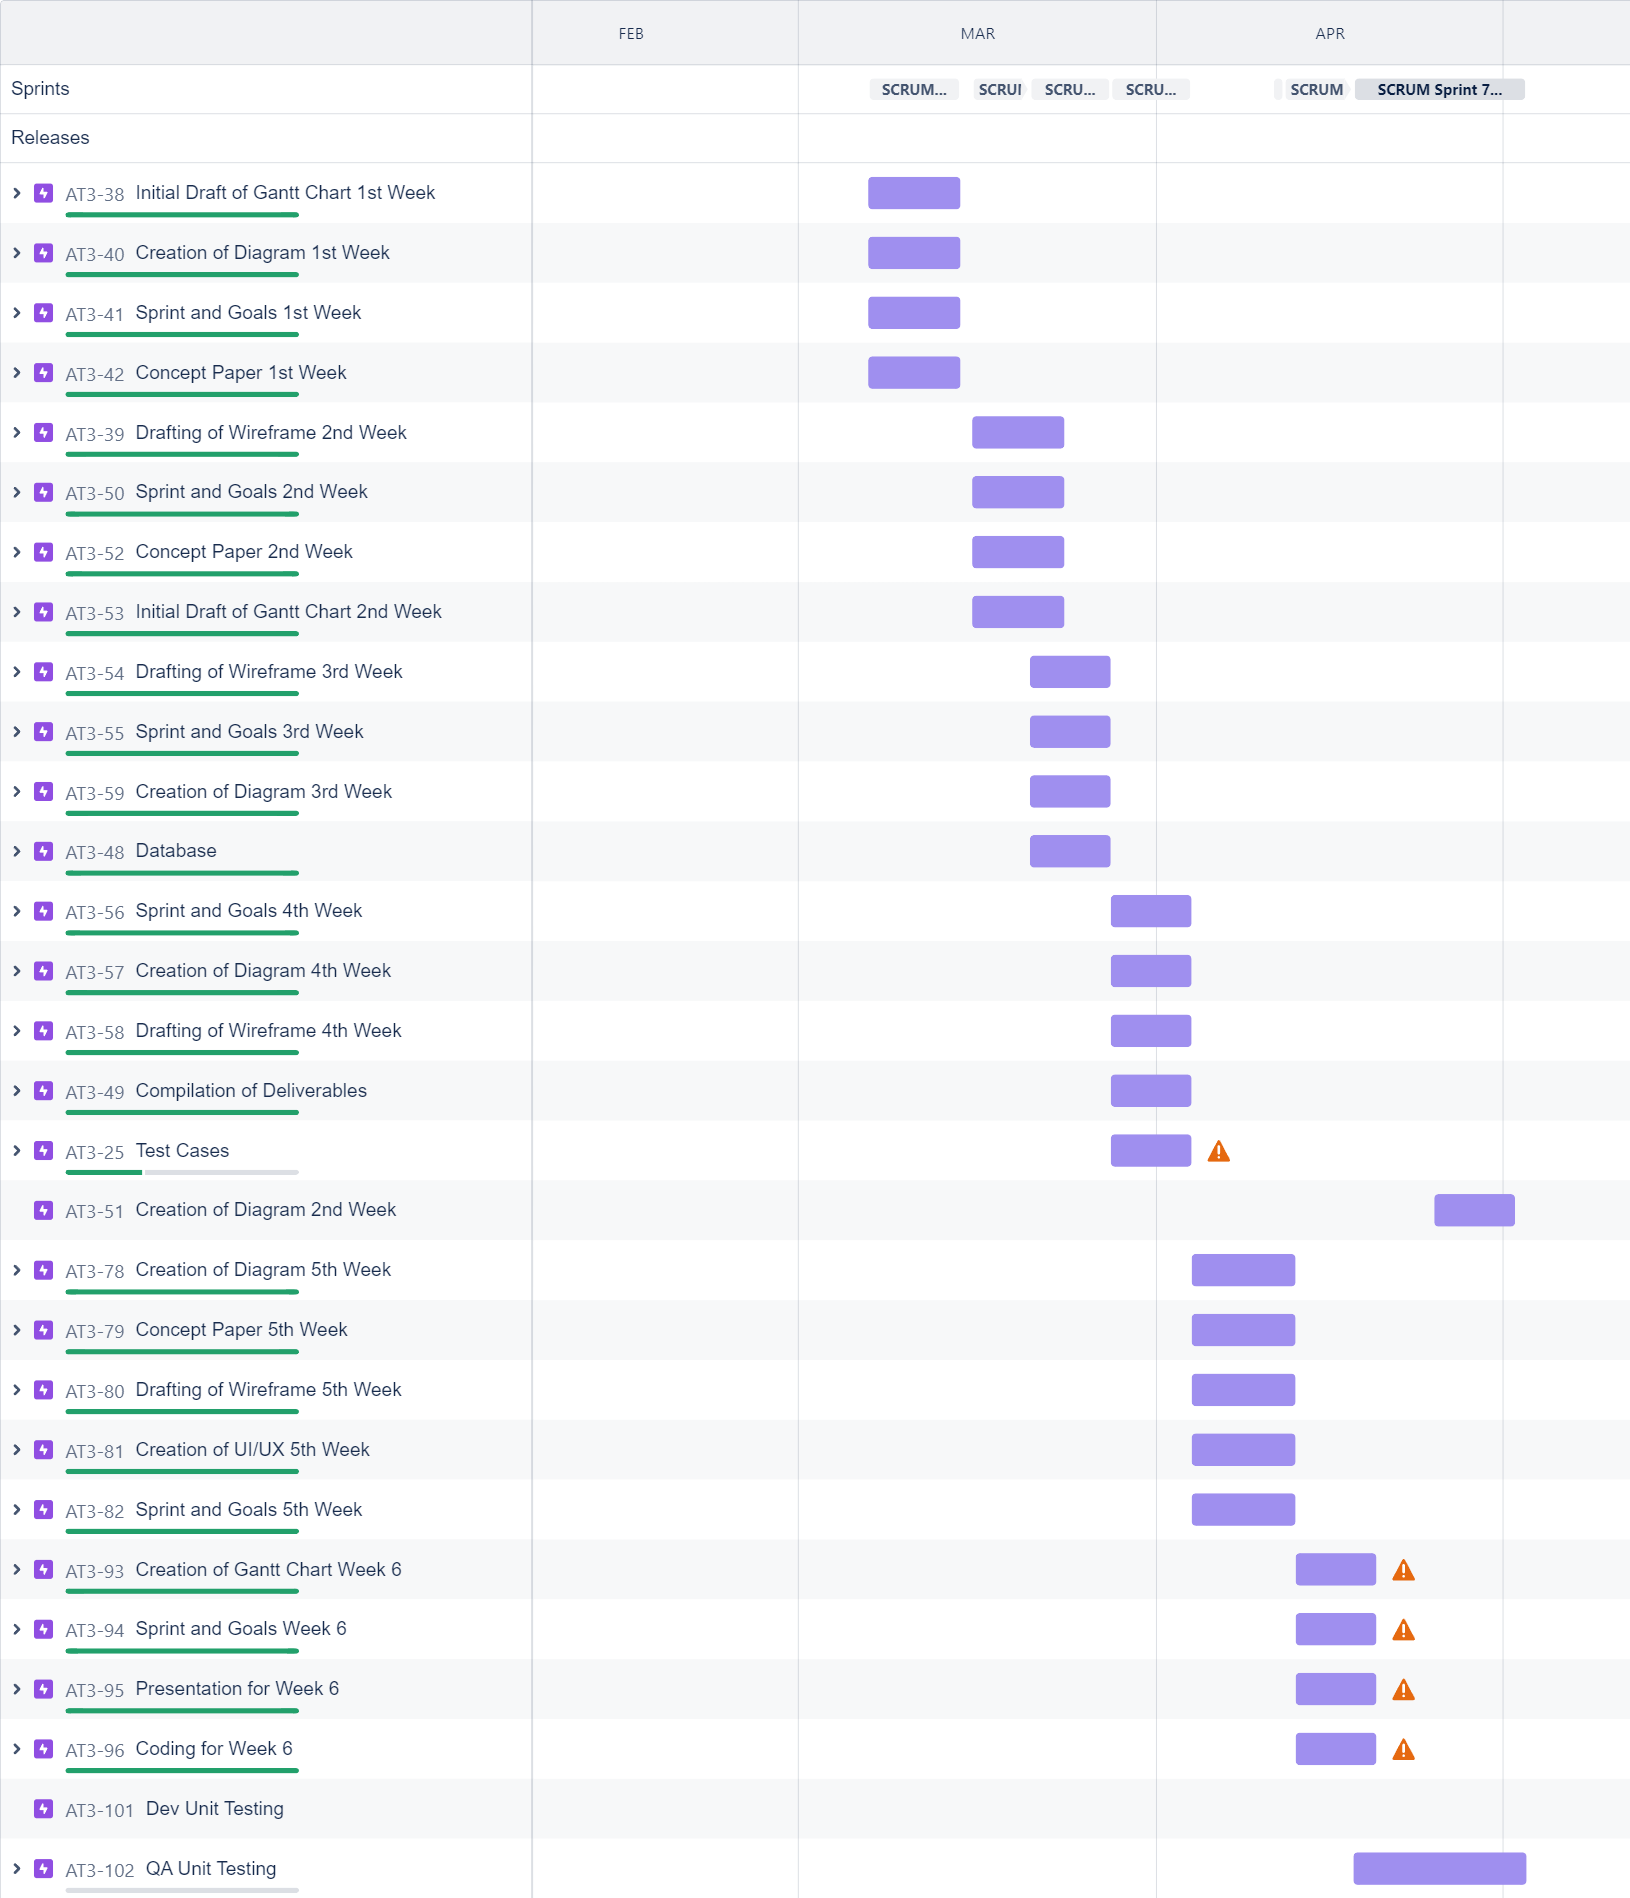 FEB MAR APR
Sprints SCRUM... SCRUM SCRU... SCRU... SCRUM SCRUM Sprint 7...
Releases
AT3-38 Initial Draft of Gantt Chart 1st Week
AT3-40 Creation of Diagram 1st Week
AT3-41 Sprint and Goals 1st Week
AT3-42 Concept Paper 1st Week
AT3-39 Drafting of Wireframe 2nd Week
AT3-50 Sprint and Goals 2nd Week
AT3-52 Concept Paper 2nd Week
AT3-53 Initial Draft of Gantt Chart 2nd Week
AT3-54 Drafting of Wireframe 3rd Week
AT3-55 Sprint and Goals 3rd Week
AT3-59 Creation of Diagram 3rd Week
AT3-48 Database
AT3-56 Sprint and Goals 4th Week
AT3-57 Creation of Diagram 4th Week
AT3-58 Drafting of Wireframe 4th Week
AT3-49 Compilation of Deliverables
AT3-25 Test Cases
AT3-51 Creation of Diagram 2nd Week
AT3-78 Creation of Diagram 5th Week
AT3-79 Concept Paper 5th Week
AT3-80 Drafting of Wireframe 5th Week
AT3-81 Creation of UI/UX 5th Week
AT3-82 Sprint and Goals 5th Week
AT3-93 Creation of Gantt Chart Week 6
AT3-94 Sprint and Goals Week 6
AT3-95 Presentation for Week 6
AT3-96 Coding for Week 6
AT3-101 Dev Unit Testing
AT3-102 QA Unit Testing